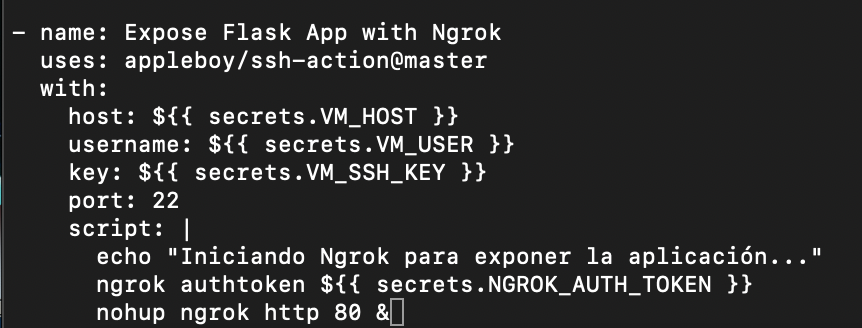 - name: Expose Flask App with Ngrok
  uses: appleboy/ssh-action@master
  with:
    host: ${{ secrets.VM_HOST }}
    username: ${{ secrets.VM_USER }}
    key: ${{ secrets.VM_SSH_KEY }}
    port: 22
    script: |
      echo "Iniciando Ngrok para exponer la aplicación..."
      ngrok authtoken ${{ secrets.NGROK_AUTH_TOKEN }}
      nohup ngrok http 80 &